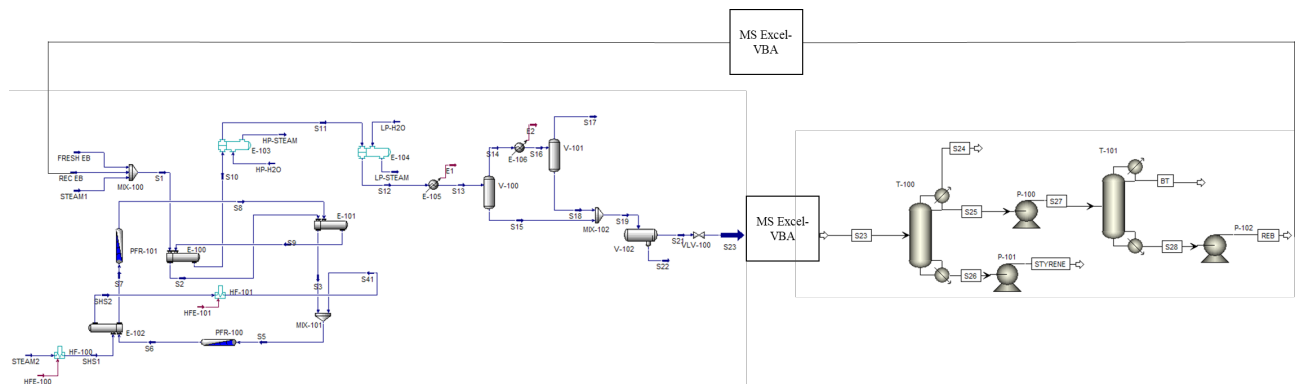 MS Excel-
VBA
S11
S17
HP-STEAM
LP-H2O
E2
S14
S16
E-106
V-101
FRESH EB
REC EB
STEAM1
MIX-100
S1
E-103
S10
HP-H2O
E-104
LP-STEAM
S12
E1
S13
E-105
V-100
S24
T-100
P-100
S27
T-101
BT
S8
E-101
S18
S19
MIX-102
S15
MS Excel-
VBA
S23
S25
P-102
REB
PFR-101
E-100
S9
V-102
S21
VLV-100
S23
S22
S28
P-101
STYRENE
S26
S7
S2
S3
S41
SHS2
HF-101
HFE-101
MIX-101
E-102
PFR-100
S5
S6
STEAM2
HF-100
SHS1
HFE-100